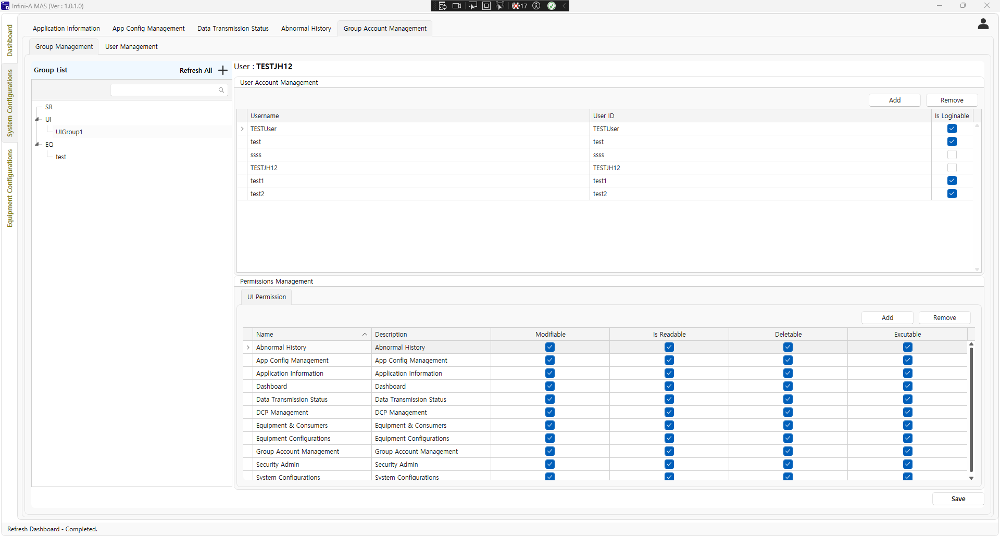 Infini-A MAS (Ver : 1.0.1.0)
17
Dashboard
System Configurations
Equipment Configurations
Application Information App Config Management Data Transmission Status Abnormal History Group Account Management
Group Management User Management
Group List Refresh All
SR
UI
UIGroup1
EQ
test
User : TESTJH12
User Account Management
Add Remove
Username User ID Is Loginable
TESTUser TESTUser
test test
ssss ssss
TESTJH12 TESTJH12
test1 test1
test2 test2
Permissions Management
UI Permission
Add Remove
Name Description Modifiable Is Readable Deletable Excutable
Abnormal History Abnormal History
App Config Management App Config Management
Application Information Application Information
Dashboard Dashboard
Data Transmission Status Data Transmission Status
DCP Management DCP Management
Equipment & Consumers Equipment & Consumers
Equipment Configurations Equipment Configurations
Group Account Management Group Account Management
Security Admin Security Admin
System Configurations System Configurations
Save
Refresh Dashboard - Completed.